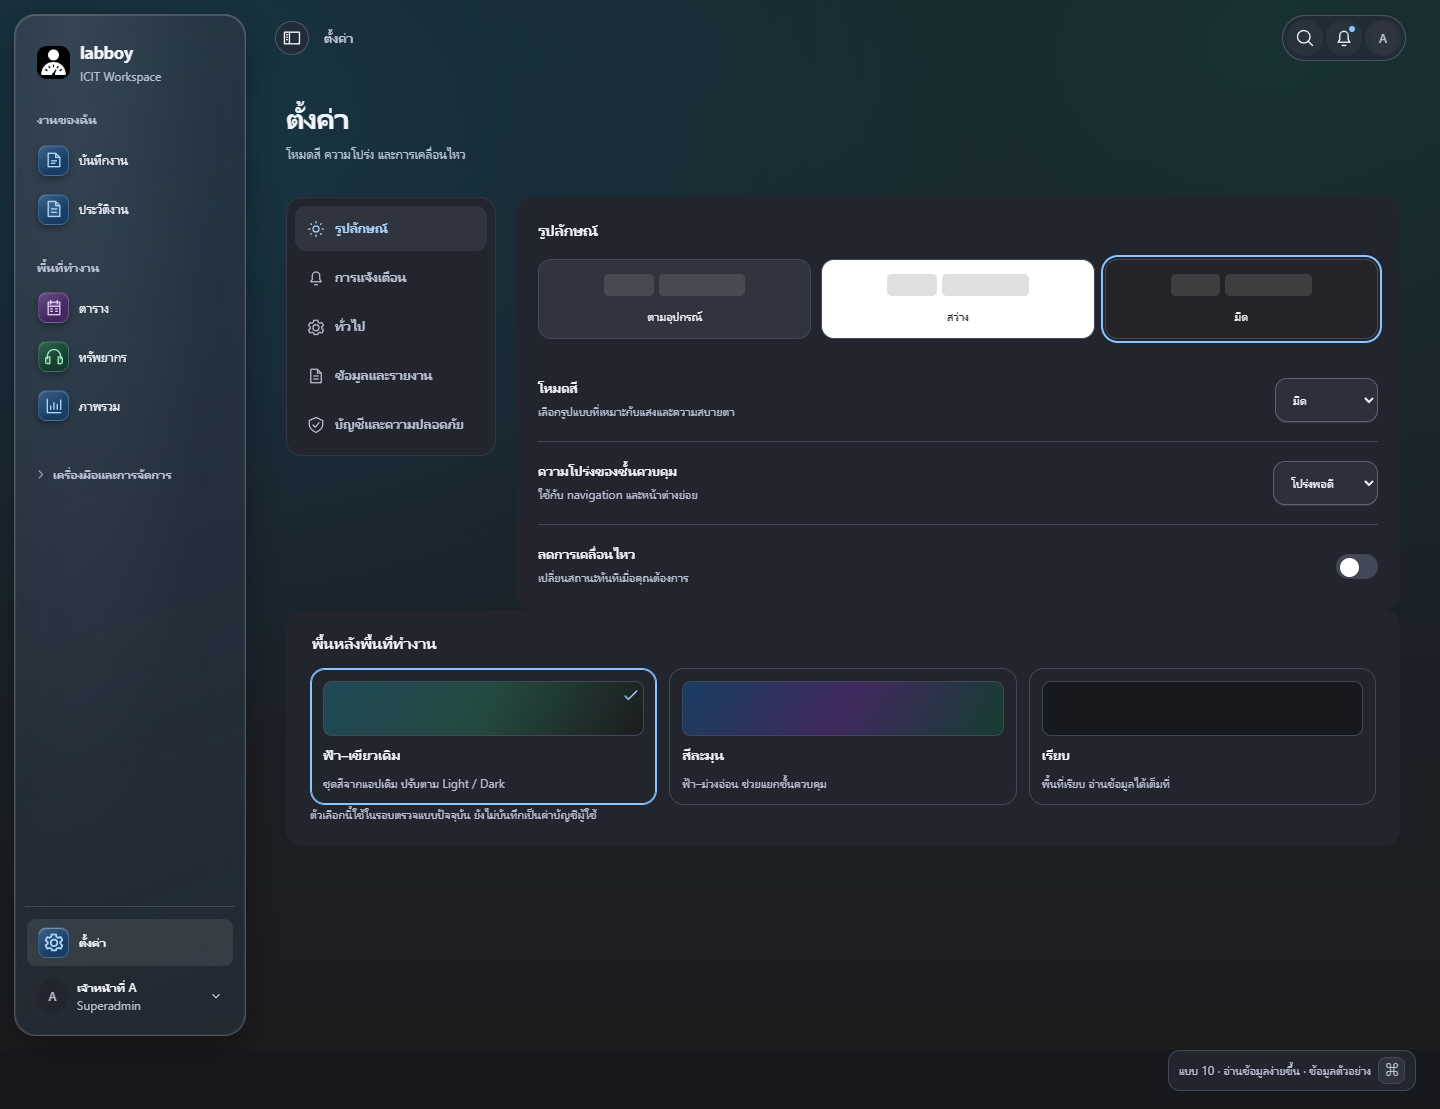 labboy
ICIT Workspace
งานของฉัน
บันทึกงาน
ประวัติงาน
พื้นที่ทำงาน
ตาราง
ทรัพยากร
ภาพรวม
เครื่องมือและการจัดการ
ตั้งค่า
A
เจ้าหน้าที่ A
Superadmin
ตั้งค่า
A
ตั้งค่า
โหมดสี ความโปร่ง และการเคลื่อนไหว
รูปลักษณ์
การแจ้งเตือน
ทั่วไป
ข้อมูลและรายงาน
บัญชีและความปลอดภัย
รูปลักษณ์
ตามอุปกรณ์
สว่าง
มืด
โหมดสี
เลือกรูปแบบที่เหมาะกับแสงและความสบายตา
มืด
ความโปร่งของชั้นควบคุม
ใช้กับ navigation และหน้าต่างย่อย
โปร่งพอดี
ลดการเคลื่อนไหว
เปลี่ยนสถานะทันทีเมื่อคุณต้องการ
พื้นหลังพื้นที่ทำงาน
ฟ้า–เขียวเดิม
ชุดสีจากแอปเดิม ปรับตาม Light / Dark
สีละมุน
ฟ้า–ม่วงอ่อน ช่วยแยกชั้นควบคุม
เรียบ
พื้นที่เรียบ อ่านข้อมูลได้เต็มที่
ตัวเลือกนี้ใช้ในรอบตรวจแบบปัจจุบัน ยังไม่บันทึกเป็นค่าบัญชีผู้ใช้
แบบ 10 · อ่านข้อมูลง่ายขึ้น · ข้อมูลตัวอย่าง ⌘